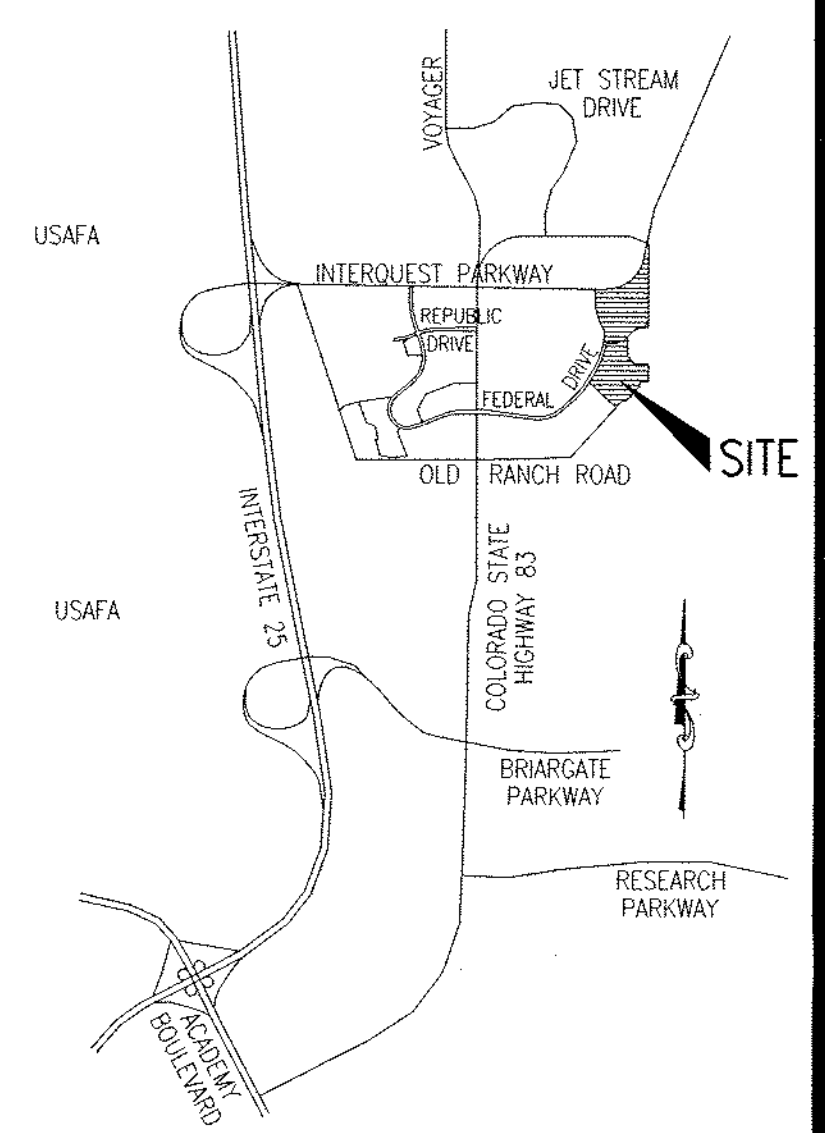 VOYAGER
JET STREAM
DRIVE
USAFA
INTERQUEST PARKWAY
REPUBLIC
DRIVE
DRIVE
FEDERAL
SITE
OLD RANCH ROAD
INTERSTATE 25
COLORADO STATE
HIGHWAY 83
USAFA
BRIARGATE
PARKWAY
RESEARCH
PARKWAY
ACADEMY
BOULEVARD